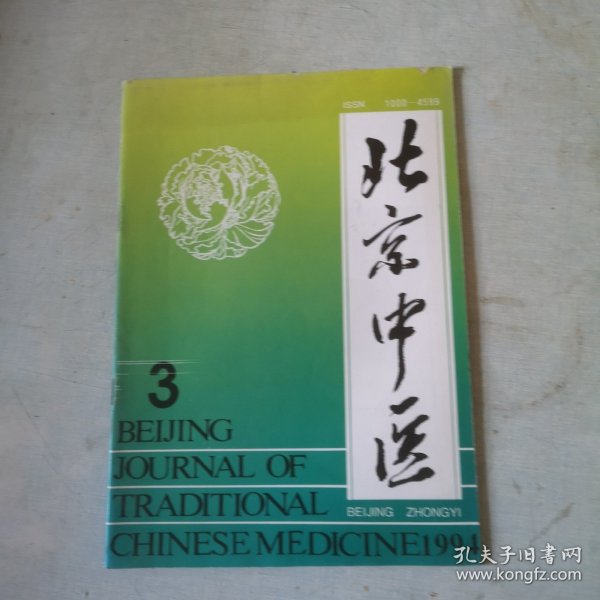 ISSN 1000-4599
北京中医
3
BEIJING
JOURNAL OF
TRADITIONAL
CHINESE MEDICINE1994
BEIJING ZHONGYI
孔夫子旧书网
www.kongfz.com